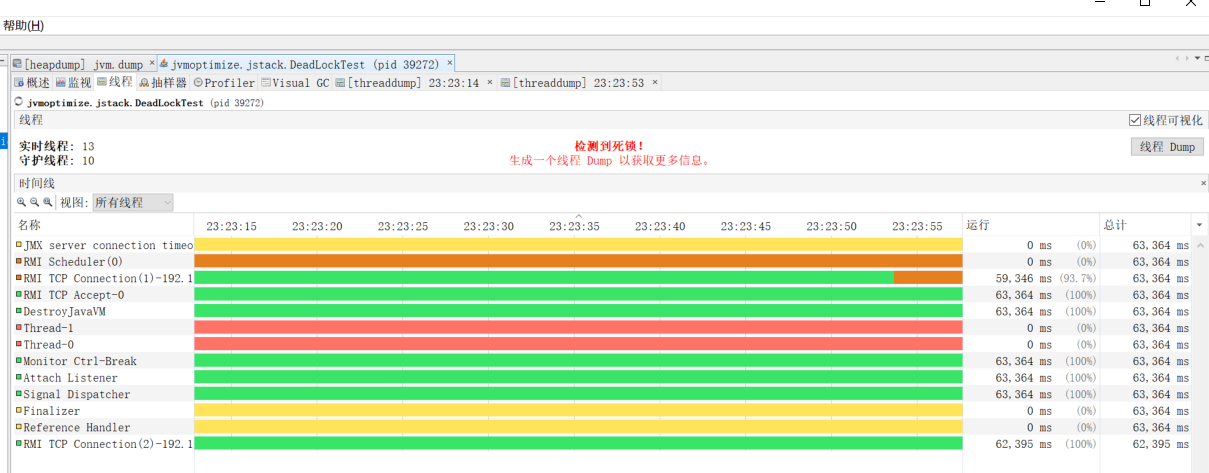 帮助(H)
[heapdump] jvm.dump × jvmoptimize.jstack.DeadLockTest (pid 39272) ×
概述 监视 线程 抽样器 Profiler Visual GC [threaddump] 23:23:14 × [threaddump] 23:23:53 ×
jvmoptimize.jstack.DeadLockTest (pid 39272)
线程 线程可视化
实时线程: 13
守护线程: 10
检测到死锁!
生成一个线程 Dump 以获取更多信息。
线程 Dump
时间线 ×
视图: 所有线程
名称 23:23:15 23:23:20 23:23:25 23:23:30 23:23:35 23:23:40 23:23:45 23:23:50 23:23:55 运行 总计
JMX server connection timeo 0 ms (0%) 63,364 ms
RMI Scheduler(0) 0 ms (0%) 63,364 ms
RMI TCP Connection(1)-192.1 59,346 ms (93.7%) 63,364 ms
RMI TCP Accept-0 63,364 ms (100%) 63,364 ms
DestroyJavaVM 63,364 ms (100%) 63,364 ms
Thread-1 0 ms (0%) 63,364 ms
Thread-0 0 ms (0%) 63,364 ms
Monitor Ctrl-Break 63,364 ms (100%) 63,364 ms
Attach Listener 63,364 ms (100%) 63,364 ms
Signal Dispatcher 63,364 ms (100%) 63,364 ms
Finalizer 0 ms (0%) 63,364 ms
Reference Handler 0 ms (0%) 63,364 ms
RMI TCP Connection(2)-192.1 62,395 ms (100%) 62,395 ms